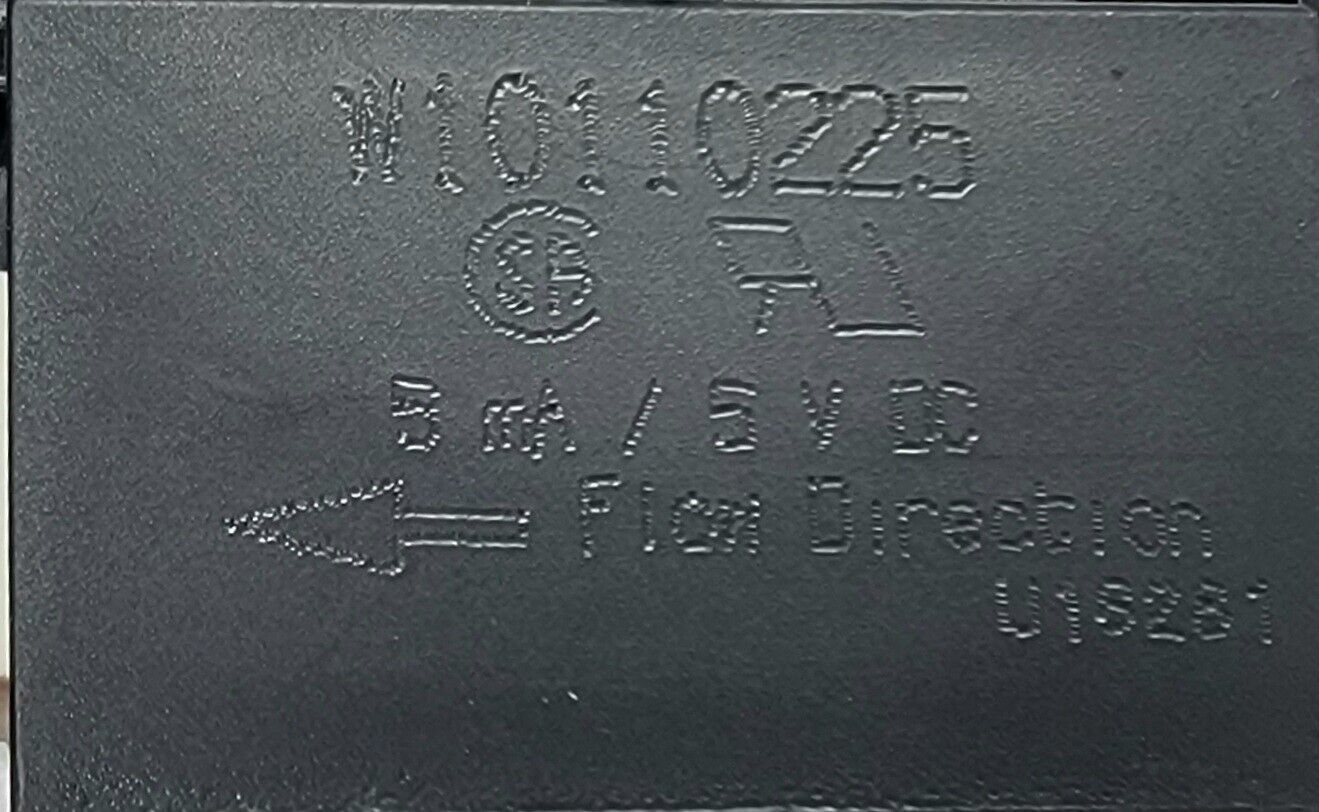 W10110225
5 mA / 5 V DC
Flow Direction
U18281